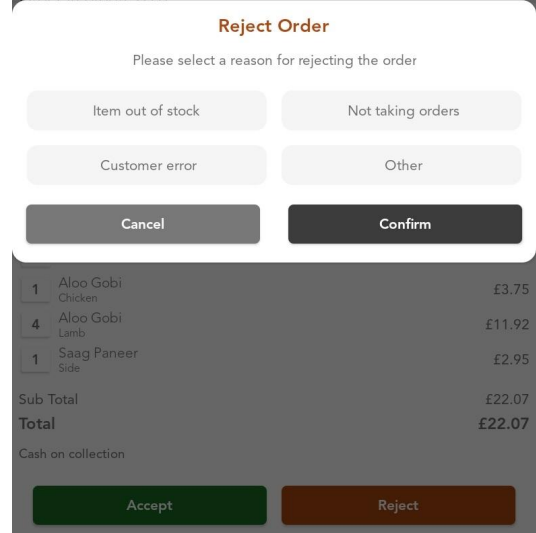 Reject Order
Please select a reason for rejecting the order
Item out of stock Not taking orders
Customer error Other
Cancel Confirm
1 Aloo Gobi £3.75
Chicken
4 Aloo Gobi £11.92
Lamb
1 Saag Paneer £2.95
Side
Sub Total £22.07
Total £22.07
Cash on collection
Accept Reject